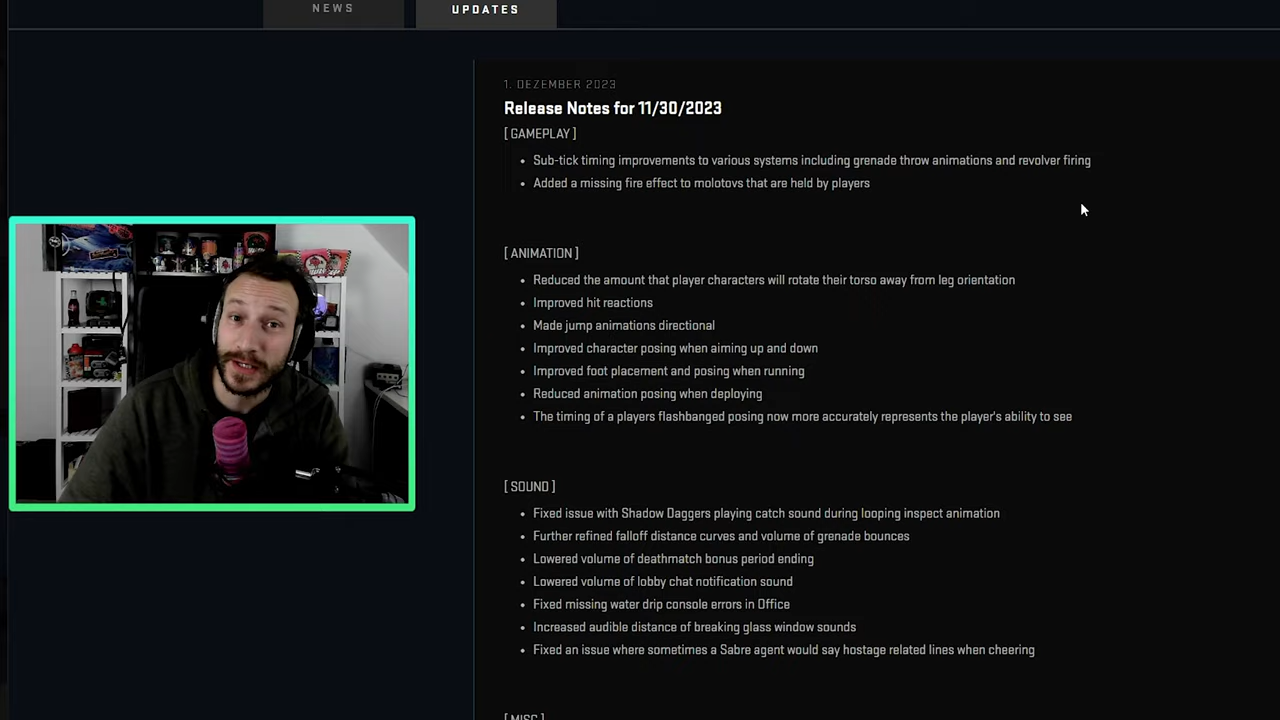 NEWS
UPDATES
1. DEZEMBER 2023
Release Notes for 11/30/2023
[ GAMEPLAY ]
• Sub-tick timing improvements to various systems including grenade throw animations and revolver firing
• Added a missing fire effect to molotovs that are held by players
[ ANIMATION ]
• Reduced the amount that player characters will rotate their torso away from leg orientation
• Improved hit reactions
• Made jump animations directional
• Improved character posing when aiming up and down
• Improved foot placement and posing when running
• Reduced animation posing when deploying
• The timing of a players flashbanged posing now more accurately represents the player's ability to see
[ SOUND ]
• Fixed issue with Shadow Daggers playing catch sound during looping inspect animation
• Further refined falloff distance curves and volume of grenade bounces
• Lowered volume of deathmatch bonus period ending
• Lowered volume of lobby chat notification sound
• Fixed missing water drip console errors in Office
• Increased audible distance of breaking glass window sounds
• Fixed an issue where sometimes a Sabre agent would say hostage related lines when cheering
[ MISC ]